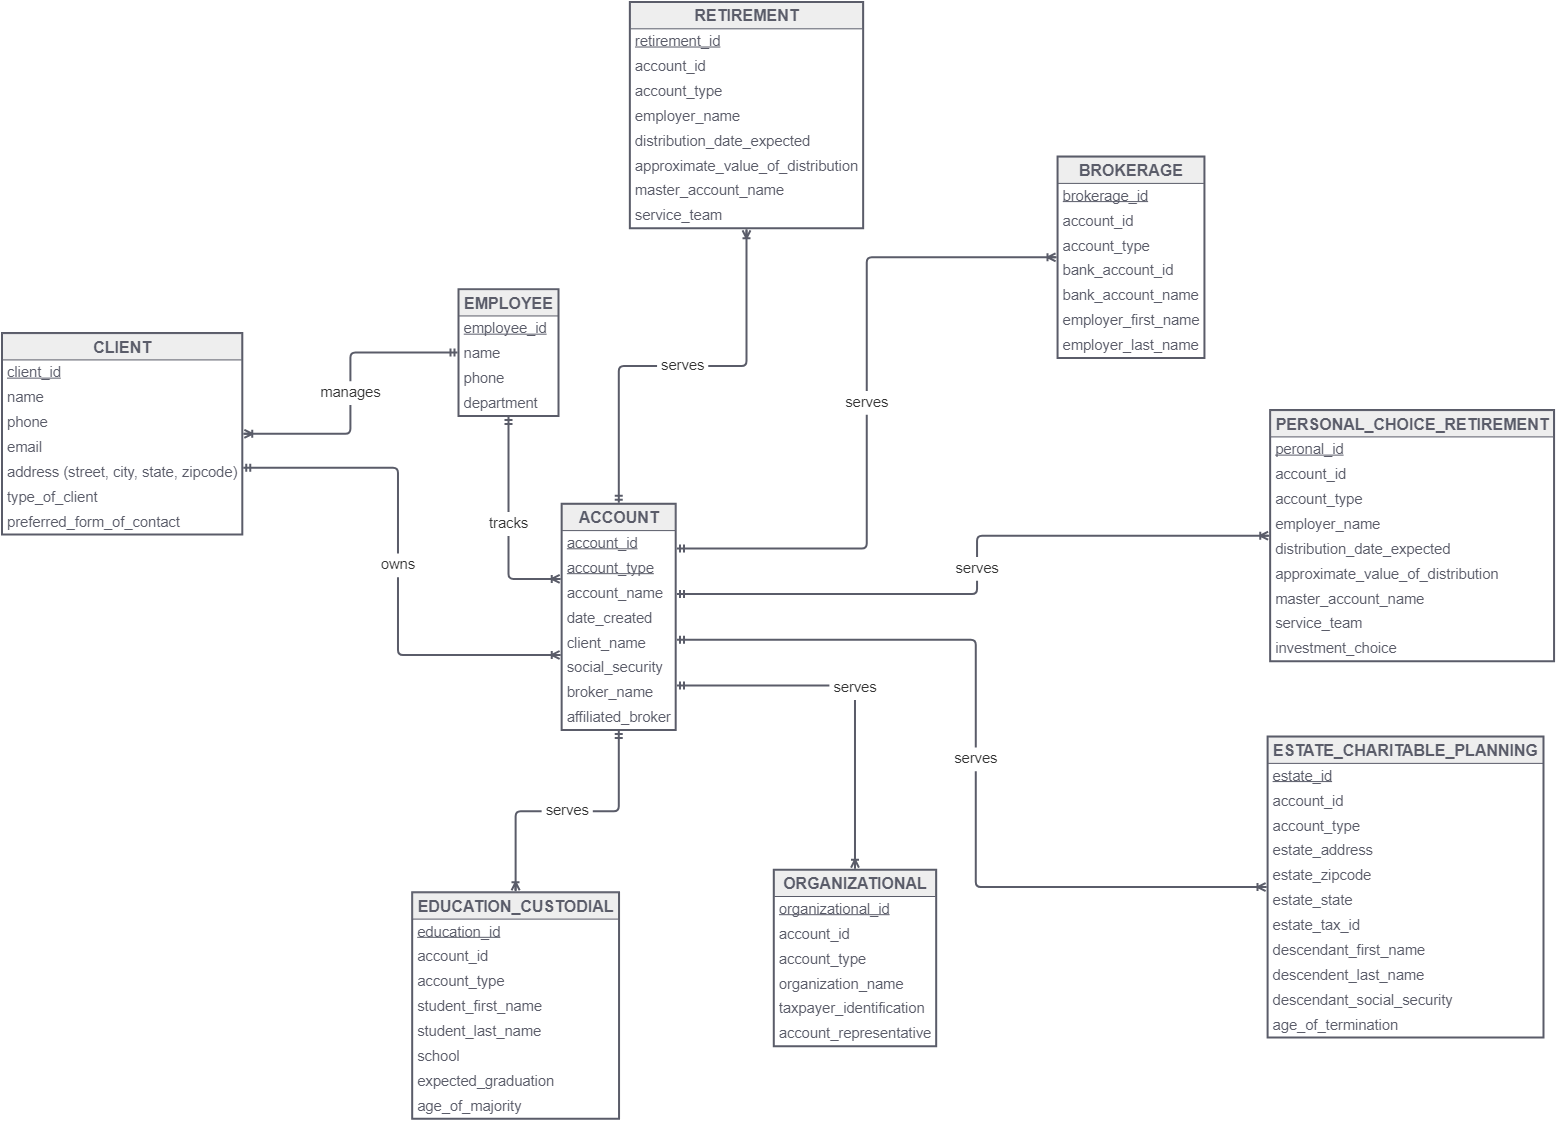 RETIREMENT
retirement_id
account_id
account_type
employer_name
distribution_date_expected
approximate_value_of_distribution
master_account_name
service_team
BROKERAGE
brokerage_id
account_id
account_type
bank_account_id
bank_account_name
employer_first_name
employer_last_name
EMPLOYEE
employee_id
name
phone
department
CLIENT
client_id
name
phone
email
address (street, city, state, zipcode)
type_of_client
preferred_form_of_contact
manages
serves
serves
tracks
owns
serves
PERSONAL_CHOICE_RETIREMENT
peronal_id
account_id
account_type
employer_name
distribution_date_expected
approximate_value_of_distribution
master_account_name
service_team
investment_choice
ACCOUNT
account_id
account_type
account_name
date_created
client_name
social_security
broker_name
affiliated_broker
serves
serves
serves
ESTATE_CHARITABLE_PLANNING
estate_id
account_id
account_type
estate_address
estate_zipcode
estate_state
estate_tax_id
descendant_first_name
descendent_last_name
descendant_social_security
age_of_termination
EDUCATION_CUSTODIAL
education_id
account_id
account_type
student_first_name
student_last_name
school
expected_graduation
age_of_majority
ORGANIZATIONAL
organizational_id
account_id
account_type
organization_name
taxpayer_identification
account_representative